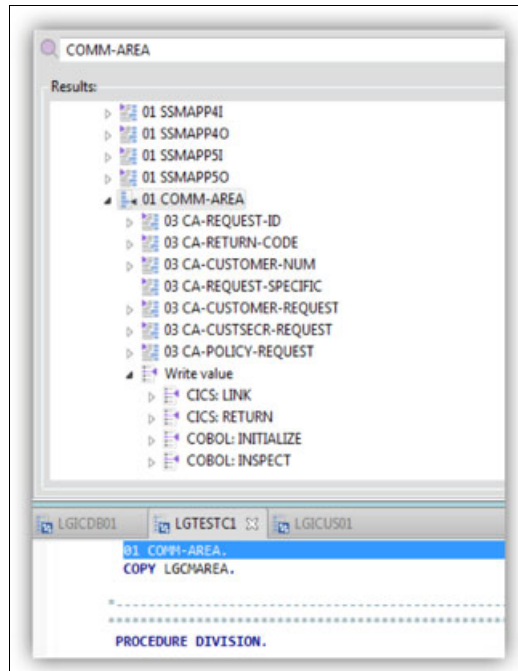 COMM-AREA
Results:
01 SSMAPP4I
01 SSMAPP4O
01 SSMAPP5I
01 SSMAPP5O
01 COMM-AREA
03 CA-REQUEST-ID
03 CA-RETURN-CODE
03 CA-CUSTOMER-NUM
03 CA-REQUEST-SPECIFIC
03 CA-CUSTOMER-REQUEST
03 CA-CUSTSECR-REQUEST
03 CA-POLICY-REQUEST
Write value
CICS: LINK
CICS: RETURN
COBOL: INITIALIZE
COBOL: INSPECT
LGICDB01 LGTESTC1 LGICUS01
01 COMM-AREA.
COPY LGCMAREA.
PROCEDURE DIVISION.